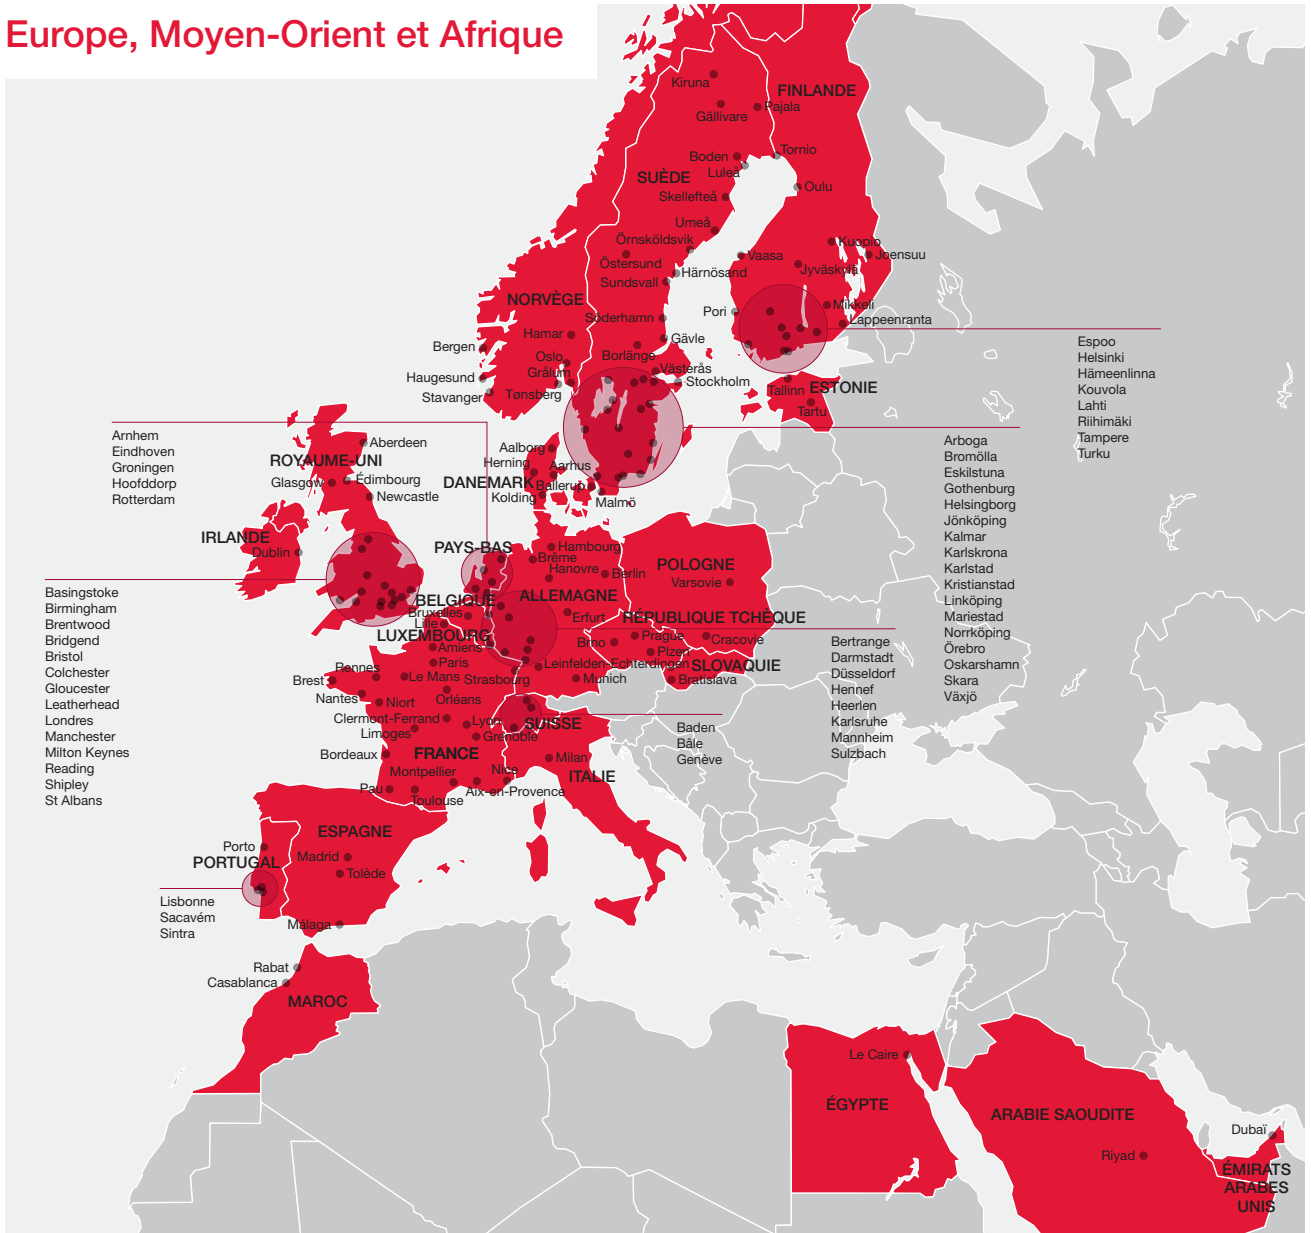 Europe, Moyen-Orient et Afrique
Kiruna
FINLANDE
Gällivare
Pajala
Boden
Tornio
Luleå
SUÈDE
Oulu
Skellefteå
Umeå
Örnsköldsvik
Kuopio
Östersund
Vaasa
Joensuu
Härnösand
Jyväskylä
Sundsvall
NORVÈGE
Mikkeli
Pori
Söderhamn
Lappeenranta
Hamar
Gävle
Bergen
Borlänge
Oslo
Västerås
Grålum
Haugesund
Stockholm
Tønsberg
Stavanger
Tallinn
ESTONIE
Tartu
Espoo
Helsinki
Hämeenlinna
Kouvola
Lahti
Riihimäki
Tampere
Turku
Arnhem
Eindhoven
Groningen
Hoofddorp
Rotterdam
Aberdeen
ROYAUME-UNI
Glasgow
Édimbourg
Newcastle
Aalborg
Herning
Aarhus
DANEMARK
Ballerup
Kolding
Malmö
Arboga
Bromölla
Eskilstuna
Gothenburg
Helsingborg
Jönköping
Kalmar
Karlskrona
Karlstad
Kristianstad
Linköping
Mariestad
Norrköping
Örebro
Oskarshamn
Skara
Växjö
IRLANDE
Dublin
PAYS-BAS
Hambourg
Brême
Hanovre
Berlin
POLOGNE
Varsovie
Basingstoke
Birmingham
Brentwood
Bridgend
Bristol
Colchester
Gloucester
Leatherhead
Londres
Manchester
Milton Keynes
Reading
Shipley
St Albans
BELGIQUE
ALLEMAGNE
Bruxelles
Erfurt
RÉPUBLIQUE TCHÈQUE
Lille
LUXEMBOURG
Prague
Cracovie
Brno
Amiens
Plzen
Paris
Leinfelden-Echterdingen
SLOVAQUIE
Rennes
Le Mans
Strasbourg
Munich
Bratislava
Brest
Nantes
Niort
Orléans
Bertrange
Darmstadt
Düsseldorf
Hennef
Heerlen
Karlsruhe
Mannheim
Sulzbach
Clermont-Ferrand
Lyon
SUISSE
Limoges
Grenoble
Baden
Bâle
Genève
Bordeaux
FRANCE
Milan
Montpellier
Nice
ITALIE
Pau
Toulouse
Aix-en-Provence
ESPAGNE
Porto
Madrid
PORTUGAL
Tolède
Lisbonne
Sacavém
Sintra
Málaga
Rabat
Casablanca
MAROC
Le Caire
ÉGYPTE
ARABIE SAOUDITE
Dubaï
Riyad
ÉMIRATS
ARABES
UNIS